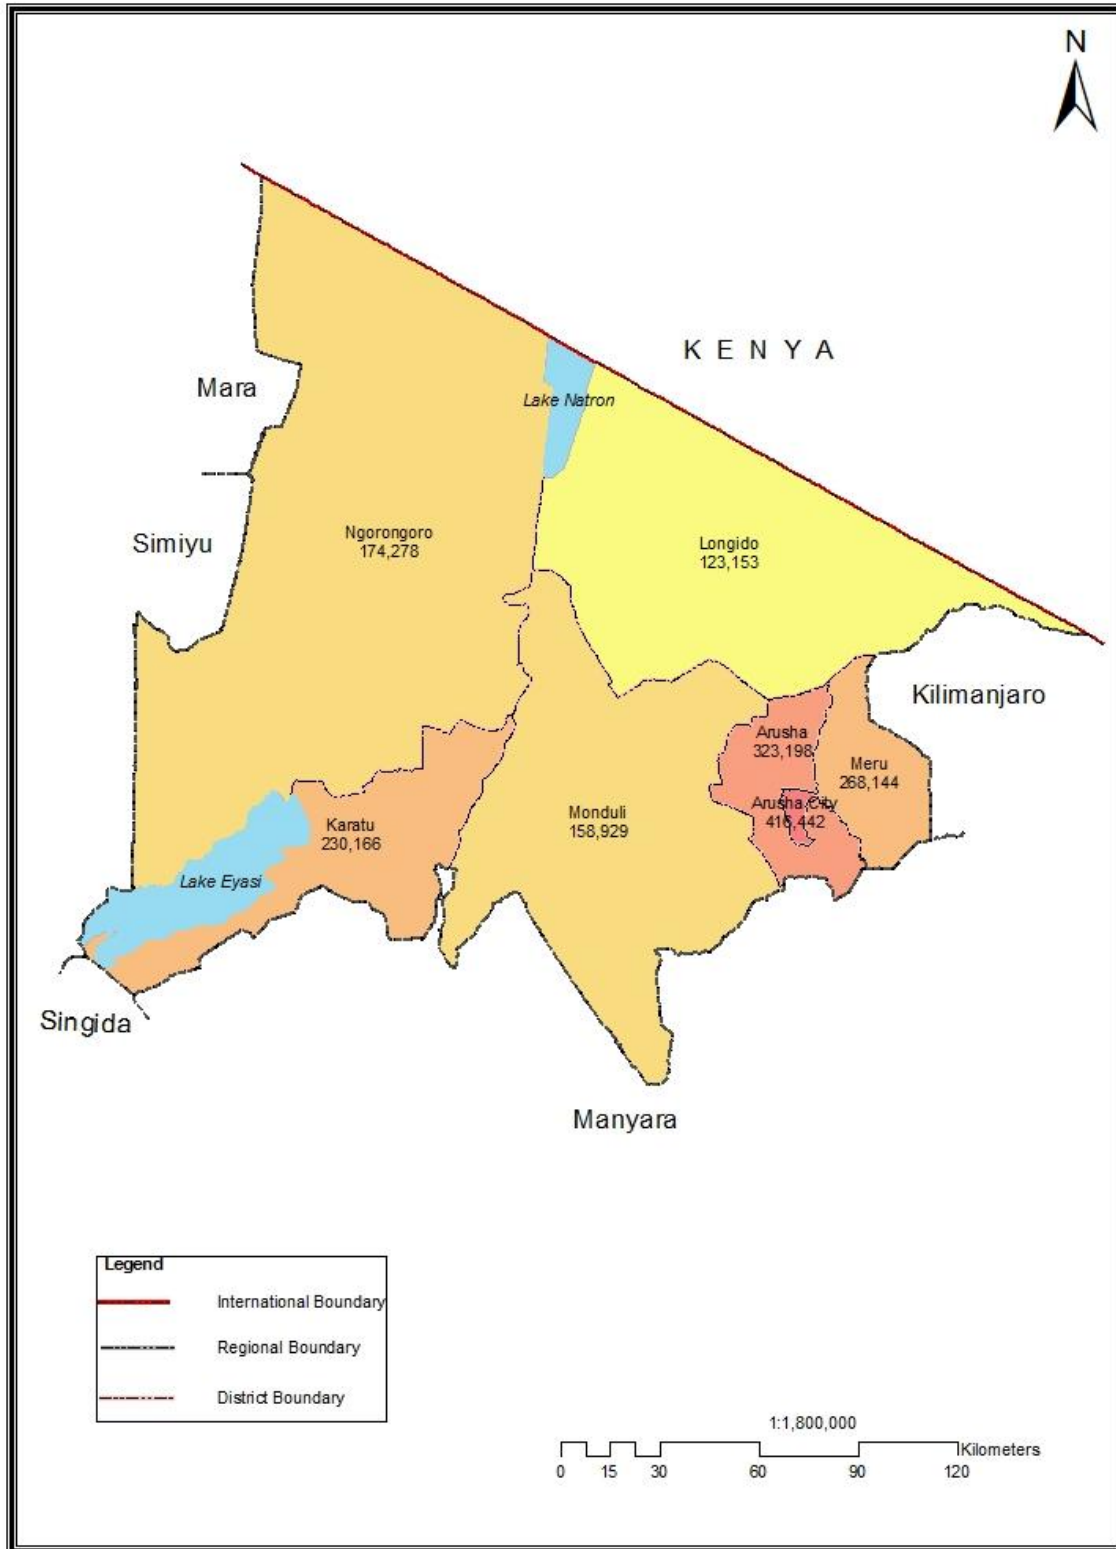 N
K E N Y A
Mara
Lake Natron
Simiyu
Ngorongoro
174,278
Longido
123,153
Kilimanjaro
Arusha
323,198
Meru
268,144
Arusha City
416,442
Monduli
158,929
Karatu
230,166
Lake Eyasi
Singida
Manyara
Legend
International Boundary
Regional Boundary
District Boundary
1:1,800,000
Kilometers
0 15 30 60 90 120